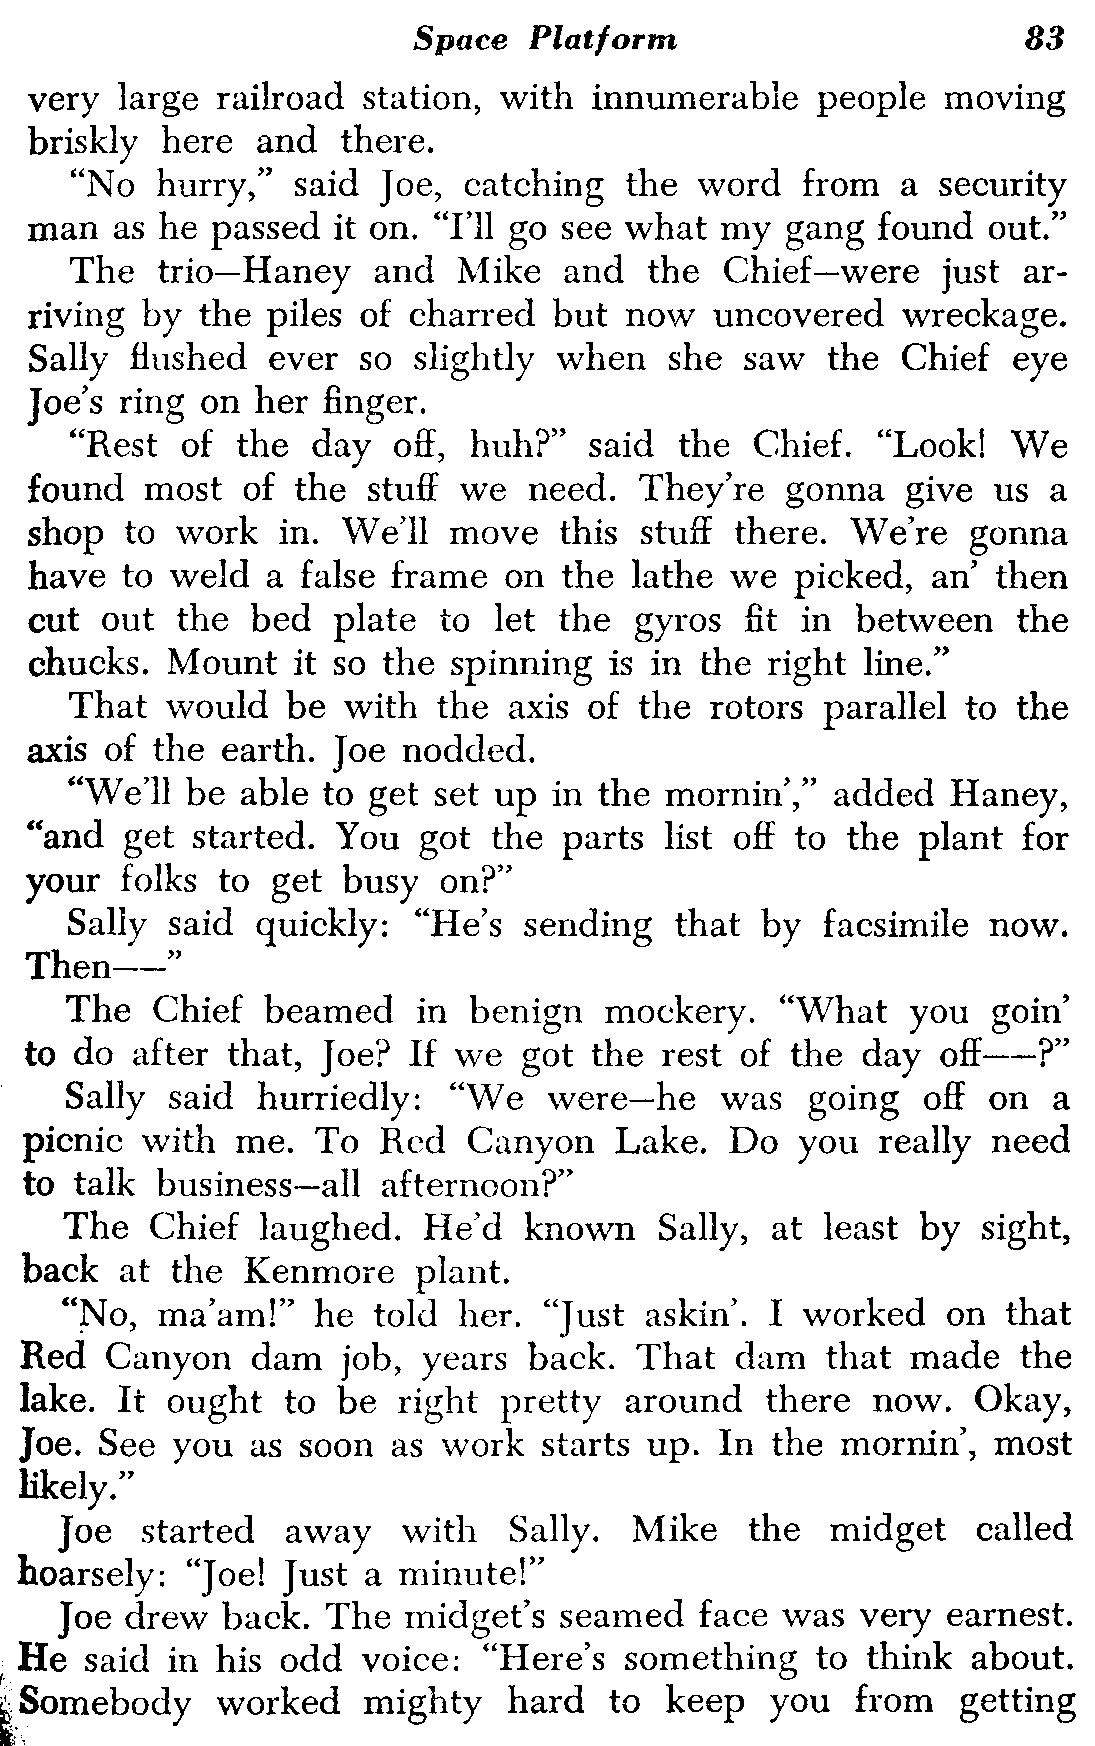 Space Platform 83
very large railroad station, with innumerable people moving
briskly here and there.
“No hurry,” said Joe, catching the word from a security
man as he passed it on. “I’ll go see what my gang found out.”
The trio—Haney and Mike and the Chief—were just ar-
riving by the piles of charred but now uncovered wreckage.
Sally flushed ever so slightly when she saw the Chief eye
Joe’s ring on her finger.
“Rest of the day off, huh?” said the Chief. “Look! We
found most of the stuff we need. They’re gonna give us a
shop to work in. We’ll move this stuff there. We’re gonna
have to weld a false frame on the lathe we picked, an’ then
cut out the bed plate to let the gyros fit in between the
chucks. Mount it so the spinning is in the right line.”
That would be with the axis of the rotors parallel to the
axis of the earth. Joe nodded.
“We’ll be able to get set up in the mornin’,” added Haney,
“and get started. You got the parts list off to the plant for
your folks to get busy on?”
Sally said quickly: “He’s sending that by facsimile now.
Then——”
The Chief beamed in benign mockery. “What you goin’
to do after that, Joe? If we got the rest of the day off——?”
Sally said hurriedly: “We were—he was going off on a
picnic with me. To Red Canyon Lake. Do you really need
to talk business—all afternoon?”
The Chief laughed. He’d known Sally, at least by sight,
back at the Kenmore plant.
“No, ma’am!” he told her. “Just askin’. I worked on that
Red Canyon dam job, years back. That dam that made the
lake. It ought to be right pretty around there now. Okay,
Joe. See you as soon as work starts up. In the mornin’, most
likely.”
Joe started away with Sally. Mike the midget called
hoarsely: “Joe! Just a minute!”
Joe drew back. The midget’s seamed face was very earnest.
He said in his odd voice: “Here’s something to think about.
Somebody worked mighty hard to keep you from getting